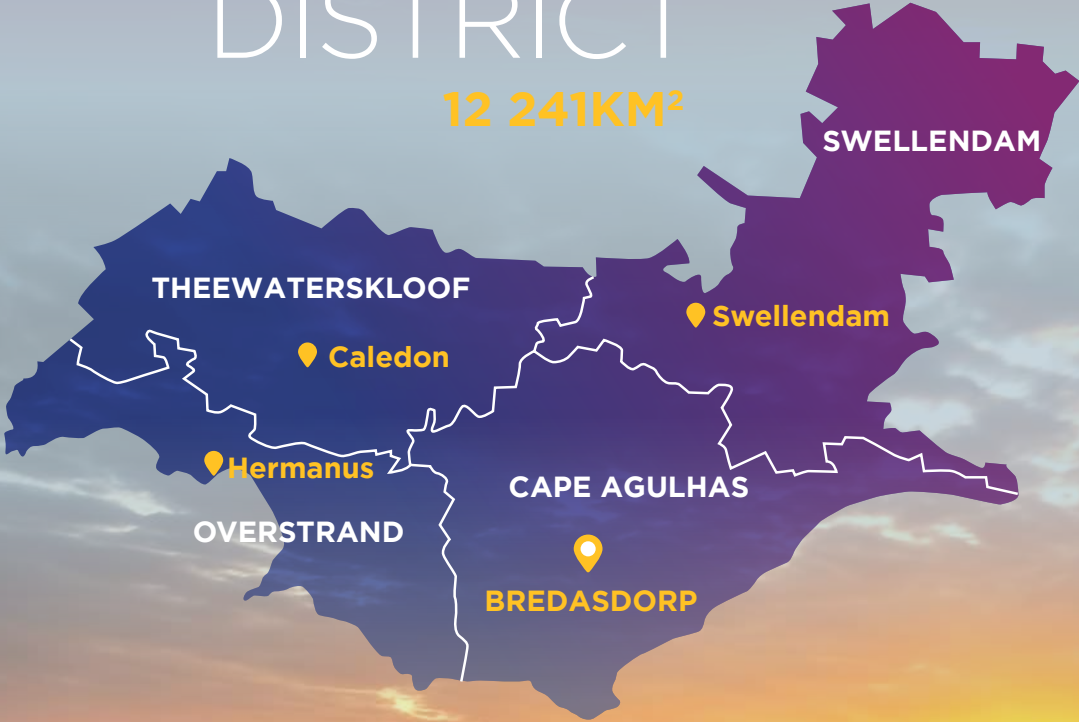 DISTRICT
12 241KM²
SWELLENDAM
THEEWATERSKLOOF
Swellendam
Caledon
Hermanus
CAPE AGULHAS
OVERSTRAND
BREDASDORP